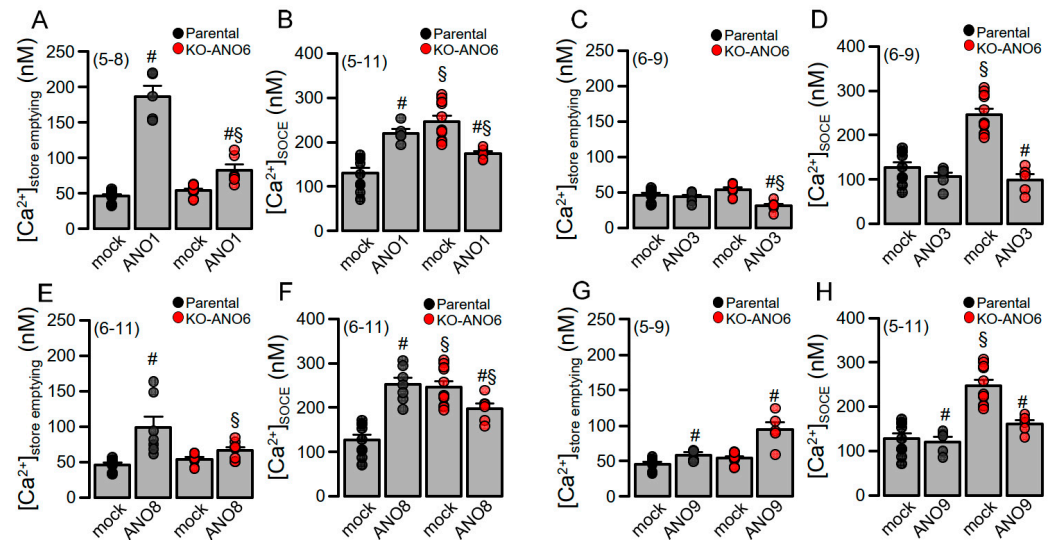 A
[Ca²⁺]store emptying (nM)
250
200
150
100
50
0
(5-8)
Parental
KO-ANO6
#
#§
mock
ANO1
mock
ANO1
B
[Ca²⁺]SOCE (nM)
400
300
200
100
0
(5-11)
Parental
KO-ANO6
#
§
#§
mock
ANO1
mock
ANO1
C
[Ca²⁺]store emptying (nM)
250
200
150
100
50
0
(6-9)
Parental
KO-ANO6
#§
mock
ANO3
mock
ANO3
D
[Ca²⁺]SOCE (nM)
400
300
200
100
0
(6-9)
Parental
KO-ANO6
§
#
mock
ANO3
mock
ANO3
E
[Ca²⁺]store emptying (nM)
250
200
150
100
50
0
(6-11)
Parental
KO-ANO6
#
§
mock
ANO8
mock
ANO8
F
[Ca²⁺]SOCE (nM)
400
300
200
100
0
(6-11)
Parental
KO-ANO6
#
§
#§
mock
ANO8
mock
ANO8
G
[Ca²⁺]store emptying (nM)
250
200
150
100
50
0
(5-9)
Parental
KO-ANO6
#
#
mock
ANO9
mock
ANO9
H
[Ca²⁺]SOCE (nM)
400
300
200
100
0
(5-11)
Parental
KO-ANO6
#
§
#
mock
ANO9
mock
ANO9